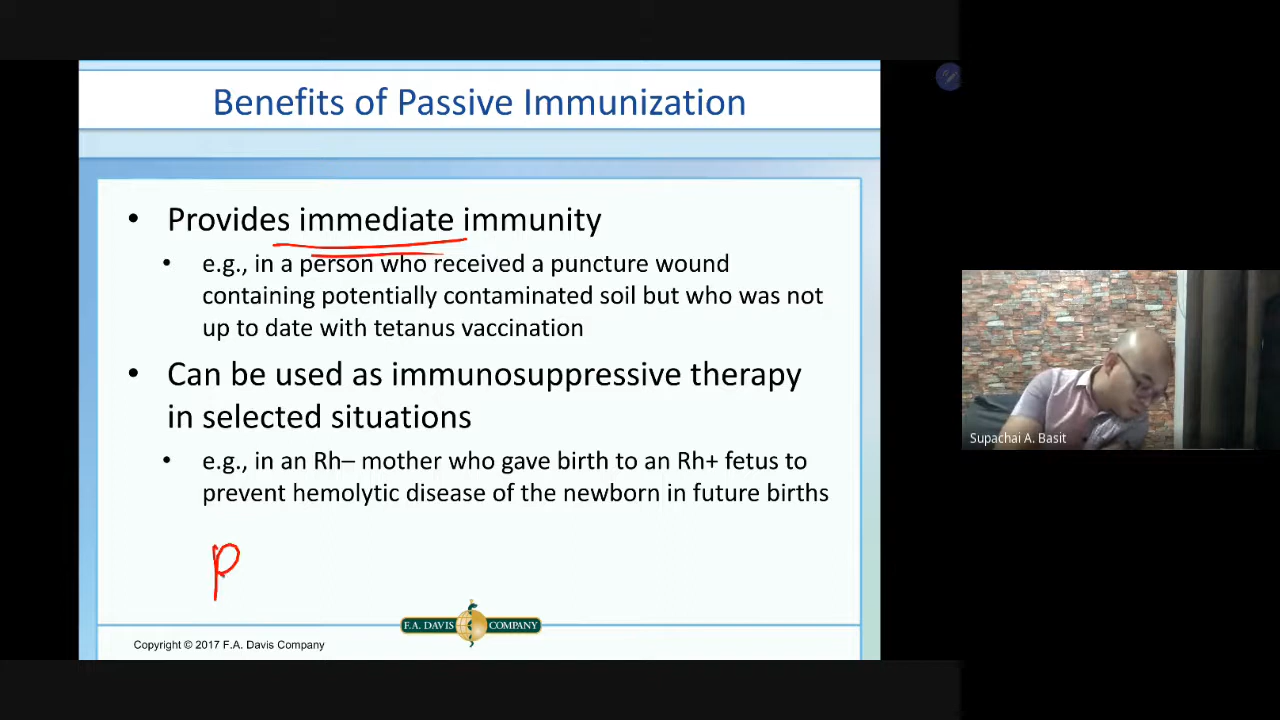 Benefits of Passive Immunization
• Provides immediate immunity
• e.g., in a person who received a puncture wound
containing potentially contaminated soil but who was not
up to date with tetanus vaccination
• Can be used as immunosuppressive therapy
in selected situations
• e.g., in an Rh– mother who gave birth to an Rh+ fetus to
prevent hemolytic disease of the newborn in future births
P
F.A. DAVIS COMPANY
Copyright © 2017 F.A. Davis Company
Supachai A. Basit